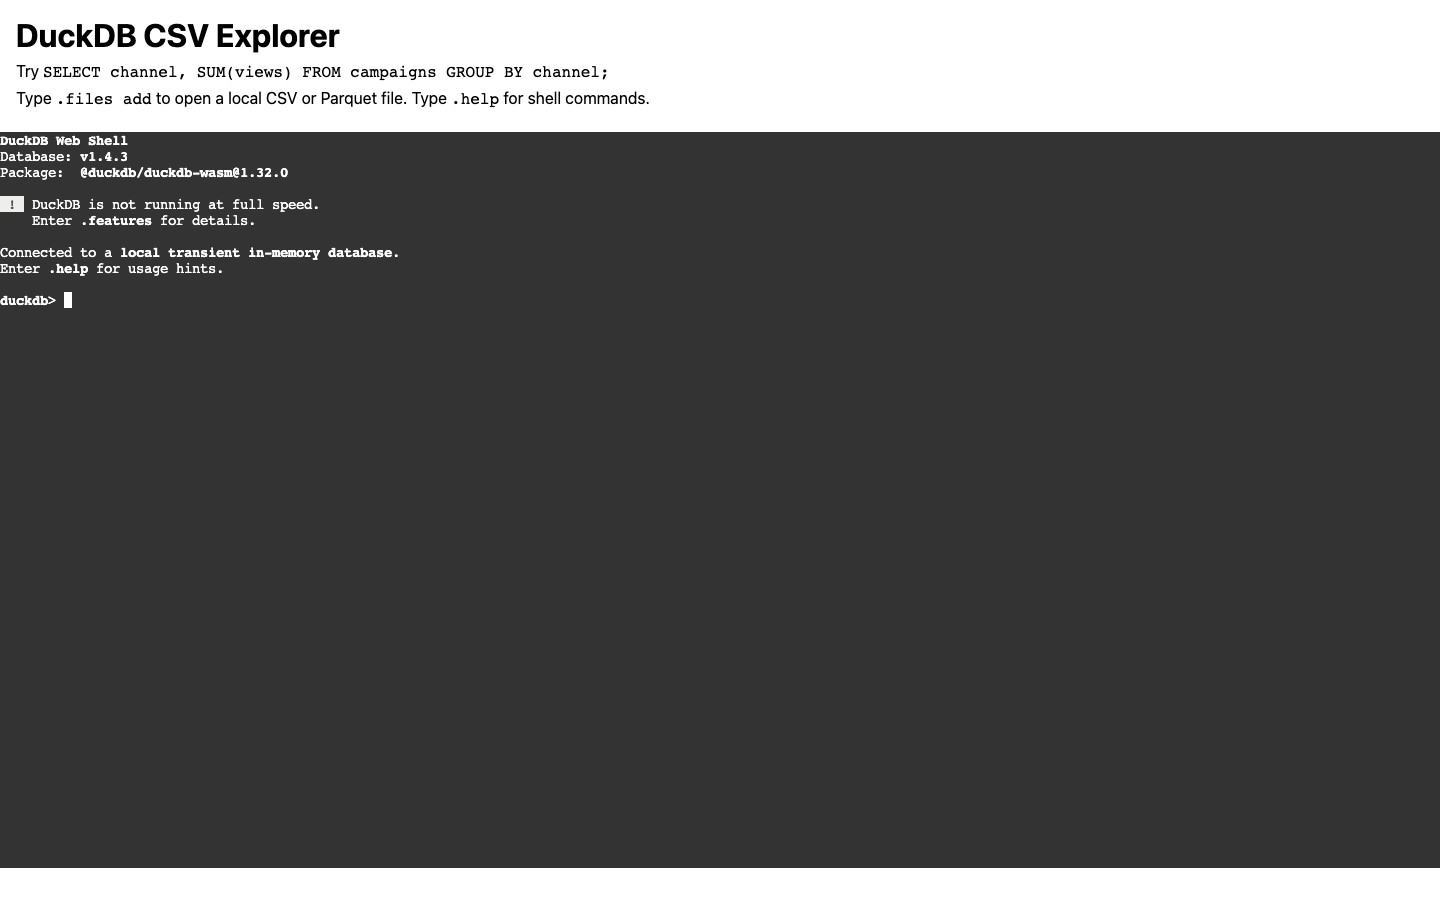 DuckDB CSV Explorer
Try SELECT channel, SUM(views) FROM campaigns GROUP BY channel;
Type .files add to open a local CSV or Parquet file. Type .help for shell commands.
DuckDB Web Shell
Database: v1.4.3
Package:  @duckdb/duckdb-wasm@1.32.0
! DuckDB is not running at full speed.
Enter .features for details.
Connected to a local transient in-memory database.
Enter .help for usage hints.
duckdb>